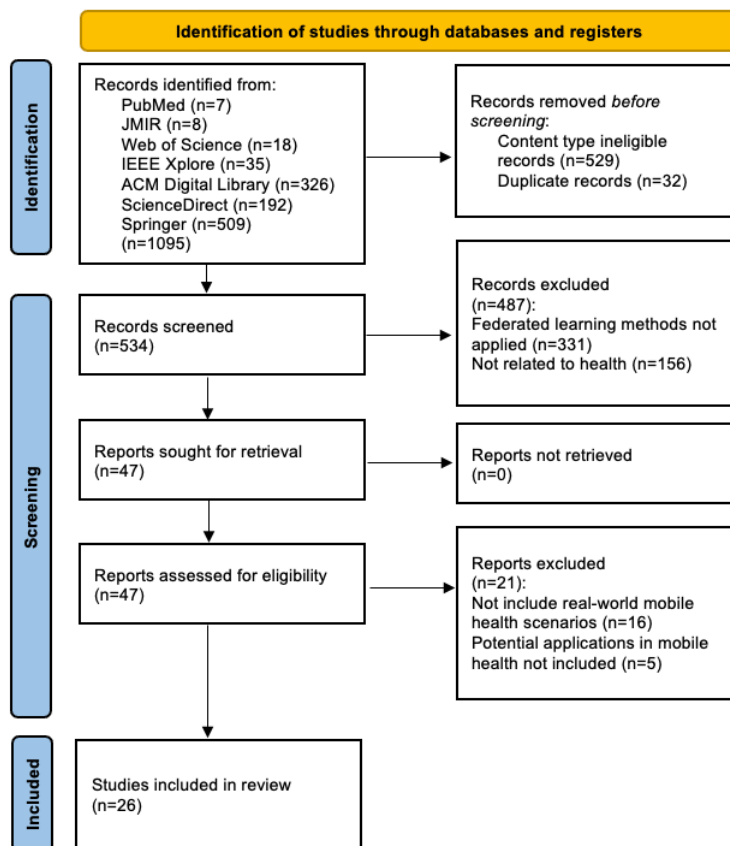 Identification of studies through databases and registers
Identification
Records identified from:
PubMed (n=7)
JMIR (n=8)
Web of Science (n=18)
IEEE Xplore (n=35)
ACM Digital Library (n=326)
ScienceDirect (n=192)
Springer (n=509)
(n=1095)
Records removed before
screening:
Content type ineligible
records (n=529)
Duplicate records (n=32)
Screening
Records screened
(n=534)
Records excluded
(n=487):
Federated learning methods not
applied (n=331)
Not related to health (n=156)
Reports sought for retrieval
(n=47)
Reports not retrieved
(n=0)
Reports assessed for eligibility
(n=47)
Reports excluded
(n=21):
Not include real-world mobile
health scenarios (n=16)
Potential applications in mobile
health not included (n=5)
Included
Studies included in review
(n=26)